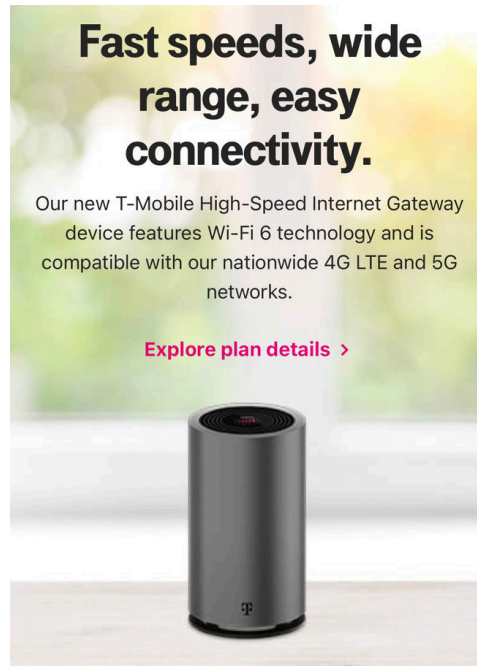 Fast speeds, wide
range, easy
connectivity.
Our new T-Mobile High-Speed Internet Gateway
device features Wi-Fi 6 technology and is
compatible with our nationwide 4G LTE and 5G
networks.
Explore plan details >
T